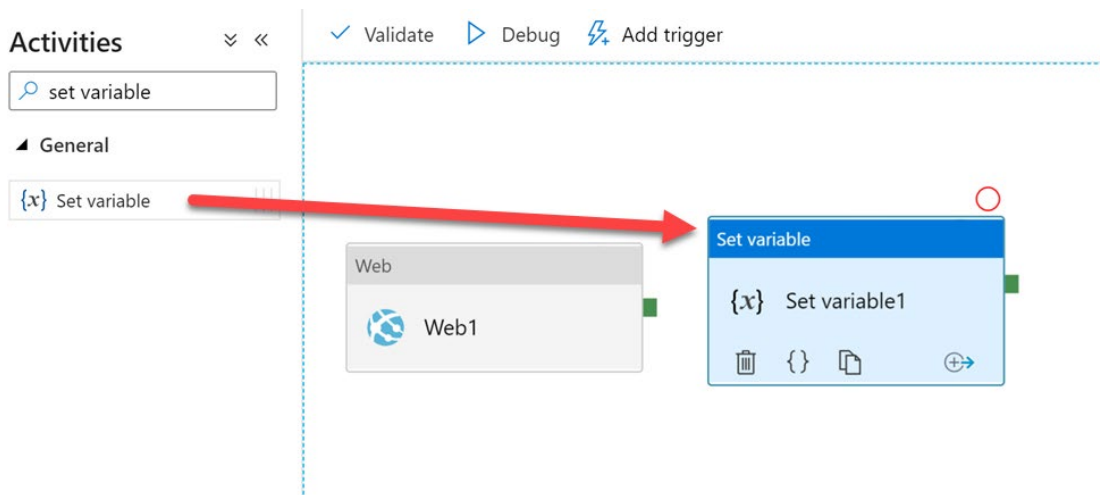 Activities
Validate
Debug
Add trigger
set variable
General
{x} Set variable
Set variable
Web
{x} Set variable1
Web1
{}